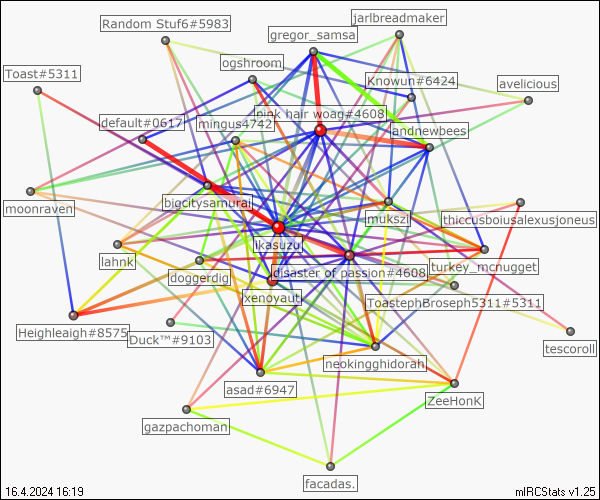 jarlbreadmaker
Random Stuf6#5983
gregor_samsa
ogshroom
Toast#5311
Knowun#6424
avelicious
pink hair woag#4608
default#0617
mingus4742
andnewbees
bigcitysamurai
moonraven
mukszi
thiccusboiusalexusjoneus
ikasuzu
lahnk
doggerdig
disaster of passion#4608
turkey_mcnugget
xenoyaut
ToastephBroseph5311#5311
Heighleigh#8575
Duck™#9103
tescoroll
neokingghidorah
asad#6947
ZeeHonK
gazpachoman
facadas.
16.4.2024 16:19
mIRCStats v1.25